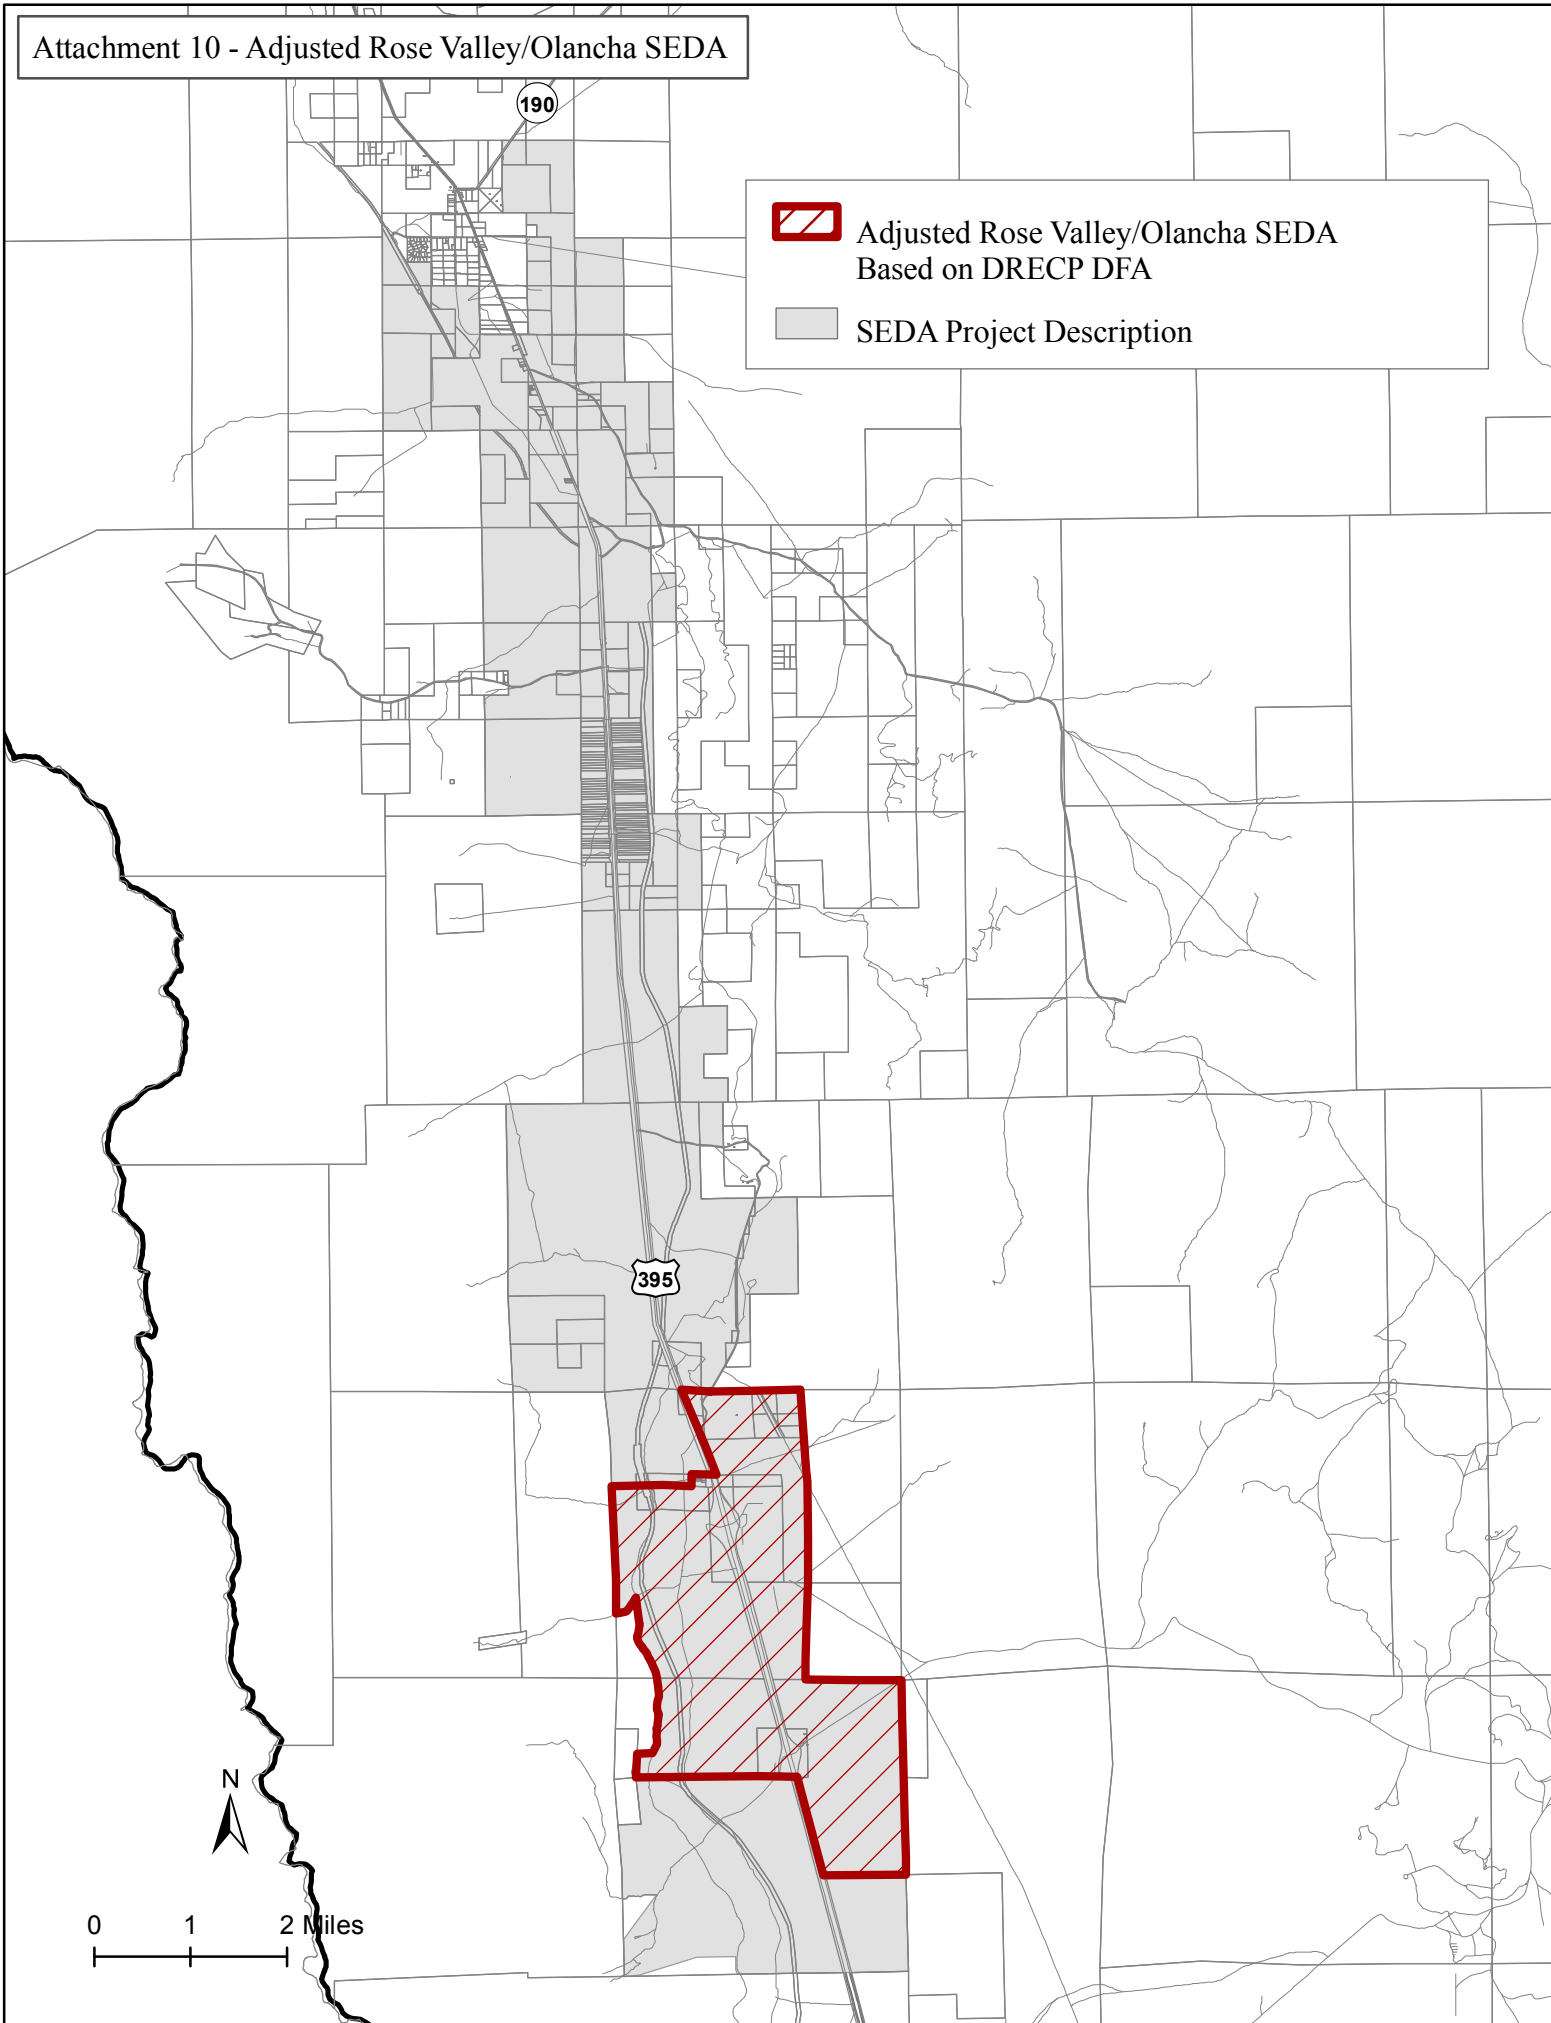 Attachment 10 - Adjusted Rose Valley/Olancha SEDA
190
Adjusted Rose Valley/Olancha SEDA
Based on DRECP DFA
SEDA Project Description
395
N
0 1 2 Miles